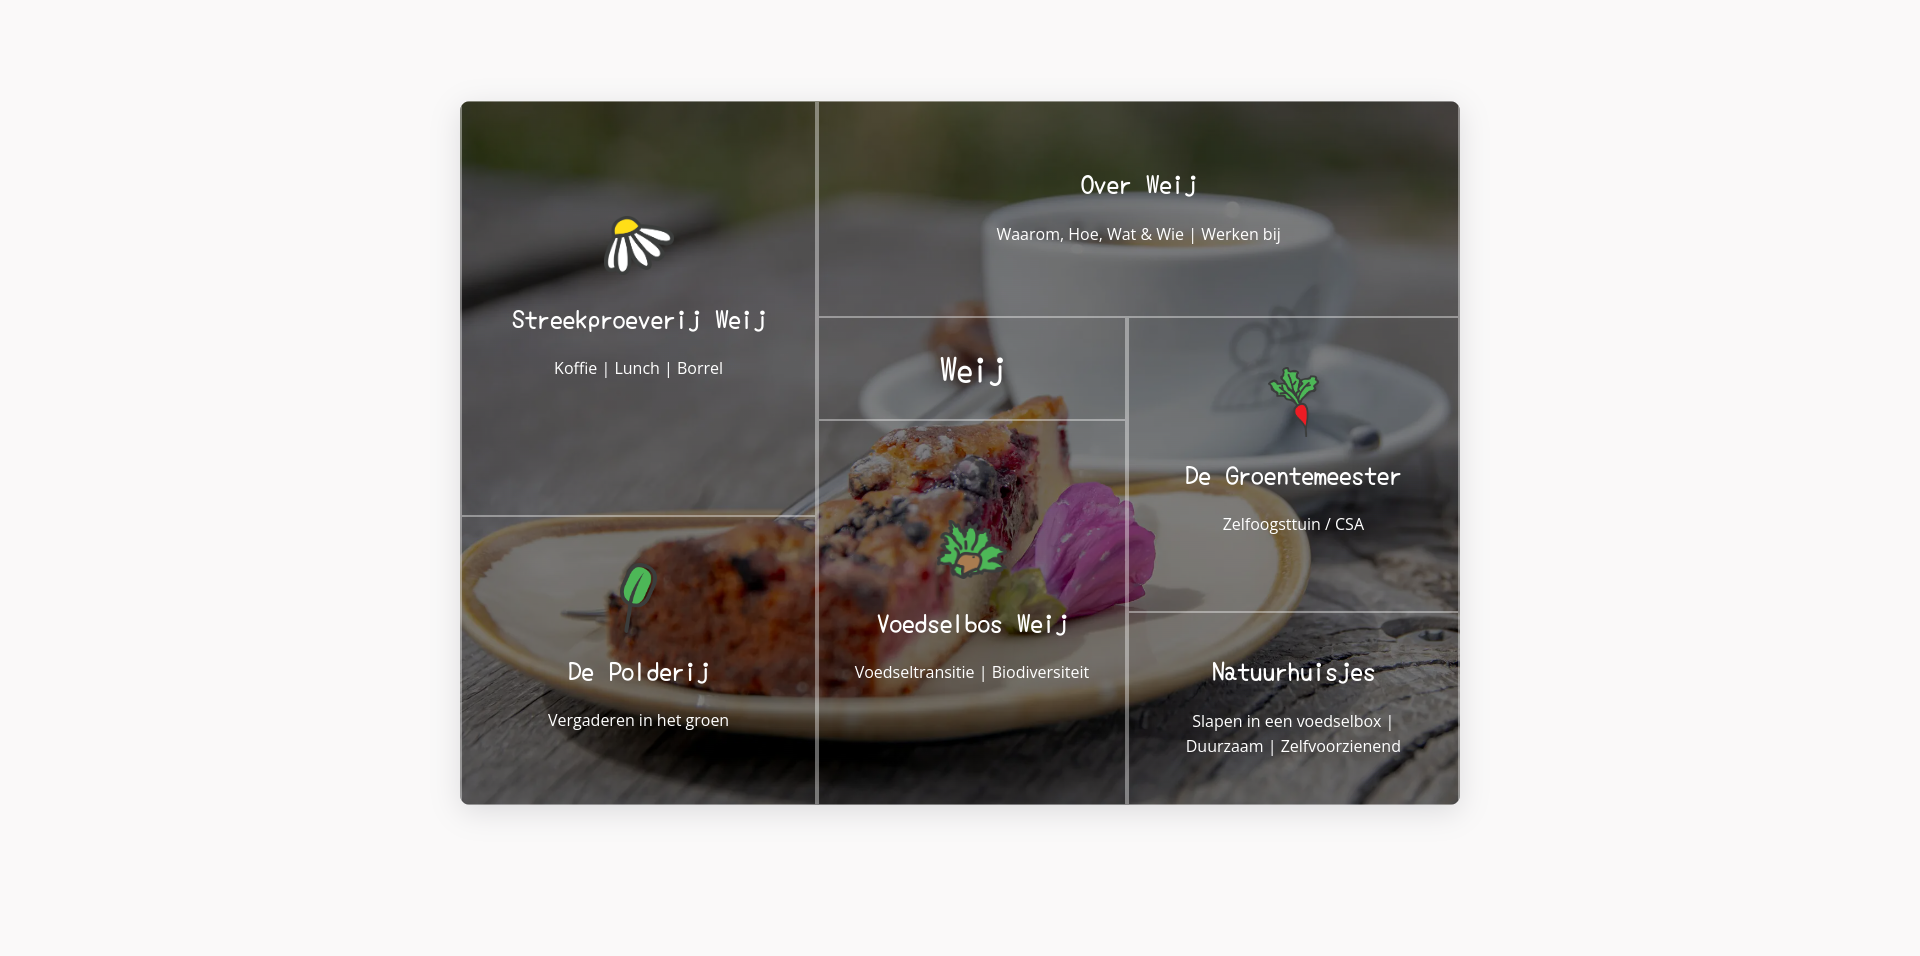 Streekproeverij Weij
Koffie | Lunch | Borrel
De Polderij
Vergaderen in het groen
Over Weij
Waarom, Hoe, Wat & Wie | Werken bij
Weij
Voedselbos Weij
Voedseltransitie | Biodiversiteit
De Groentemeester
Zelfoogsttuin / CSA
Natuurhuisjes
Slapen in een voedselbox |
Duurzaam | Zelfvoorzienend